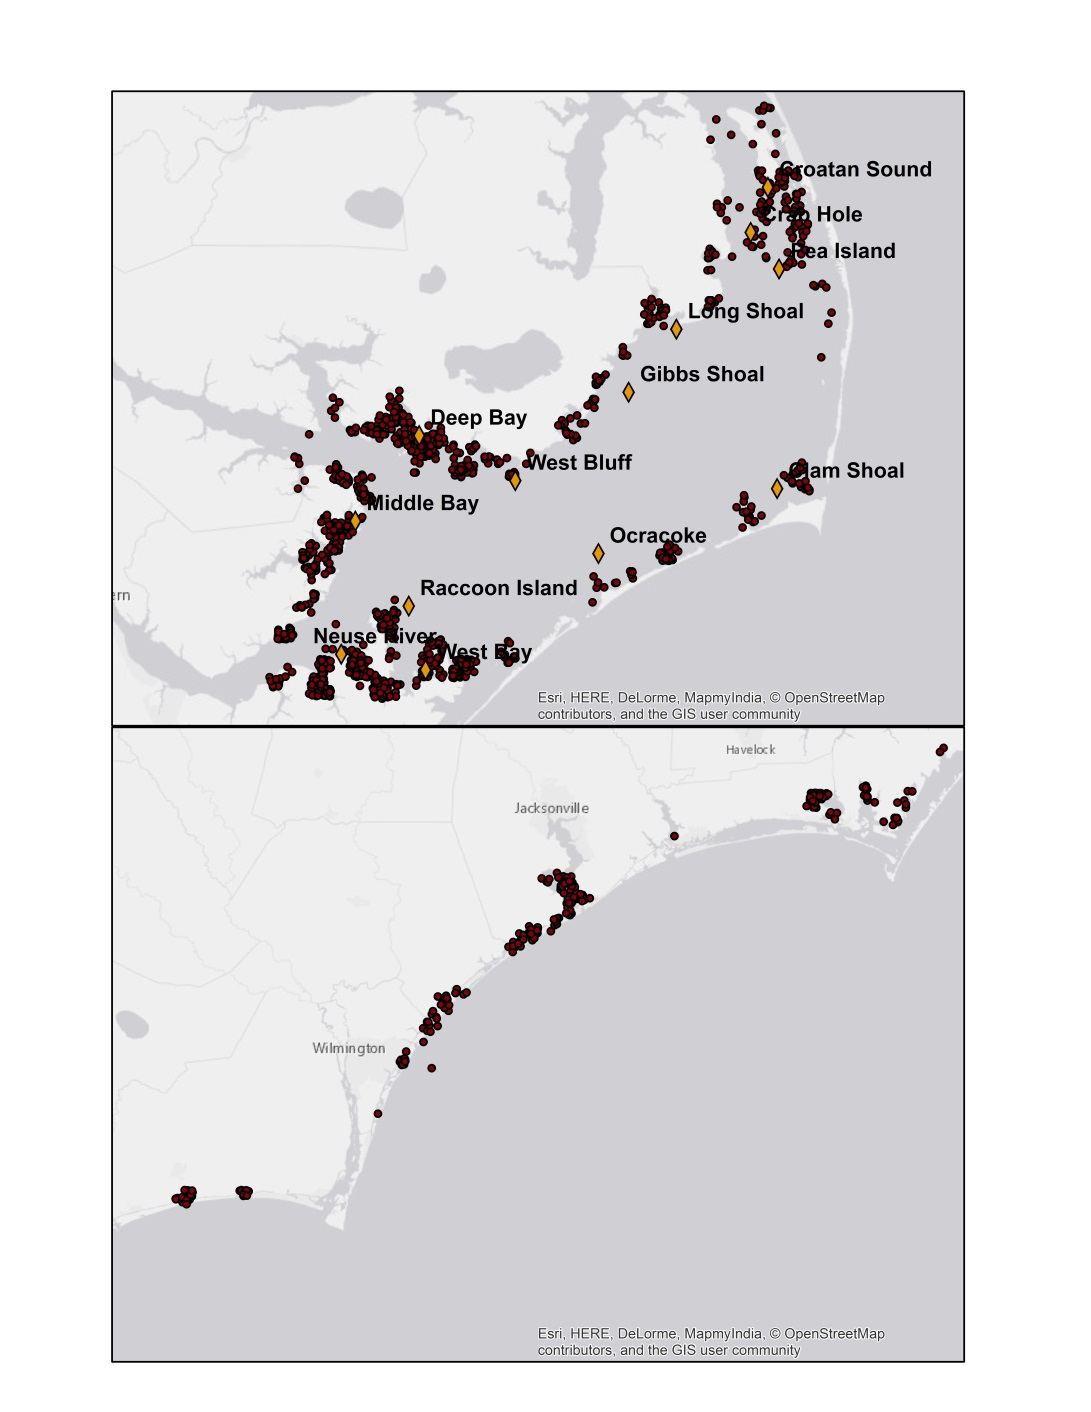 Croatan Sound
Crab Hole
Pea Island
Long Shoal
Gibbs Shoal
Deep Bay
West Bluff
Clam Shoal
Middle Bay
Ocracoke
ern
Raccoon Island
Neuse River
West Bay
Esri, HERE, DeLorme, MapmyIndia, © OpenStreetMap
contributors, and the GIS user community
Havelock
Jacksonville
Wilmington
Esri, HERE, DeLorme, MapmyIndia, © OpenStreetMap
contributors, and the GIS user community